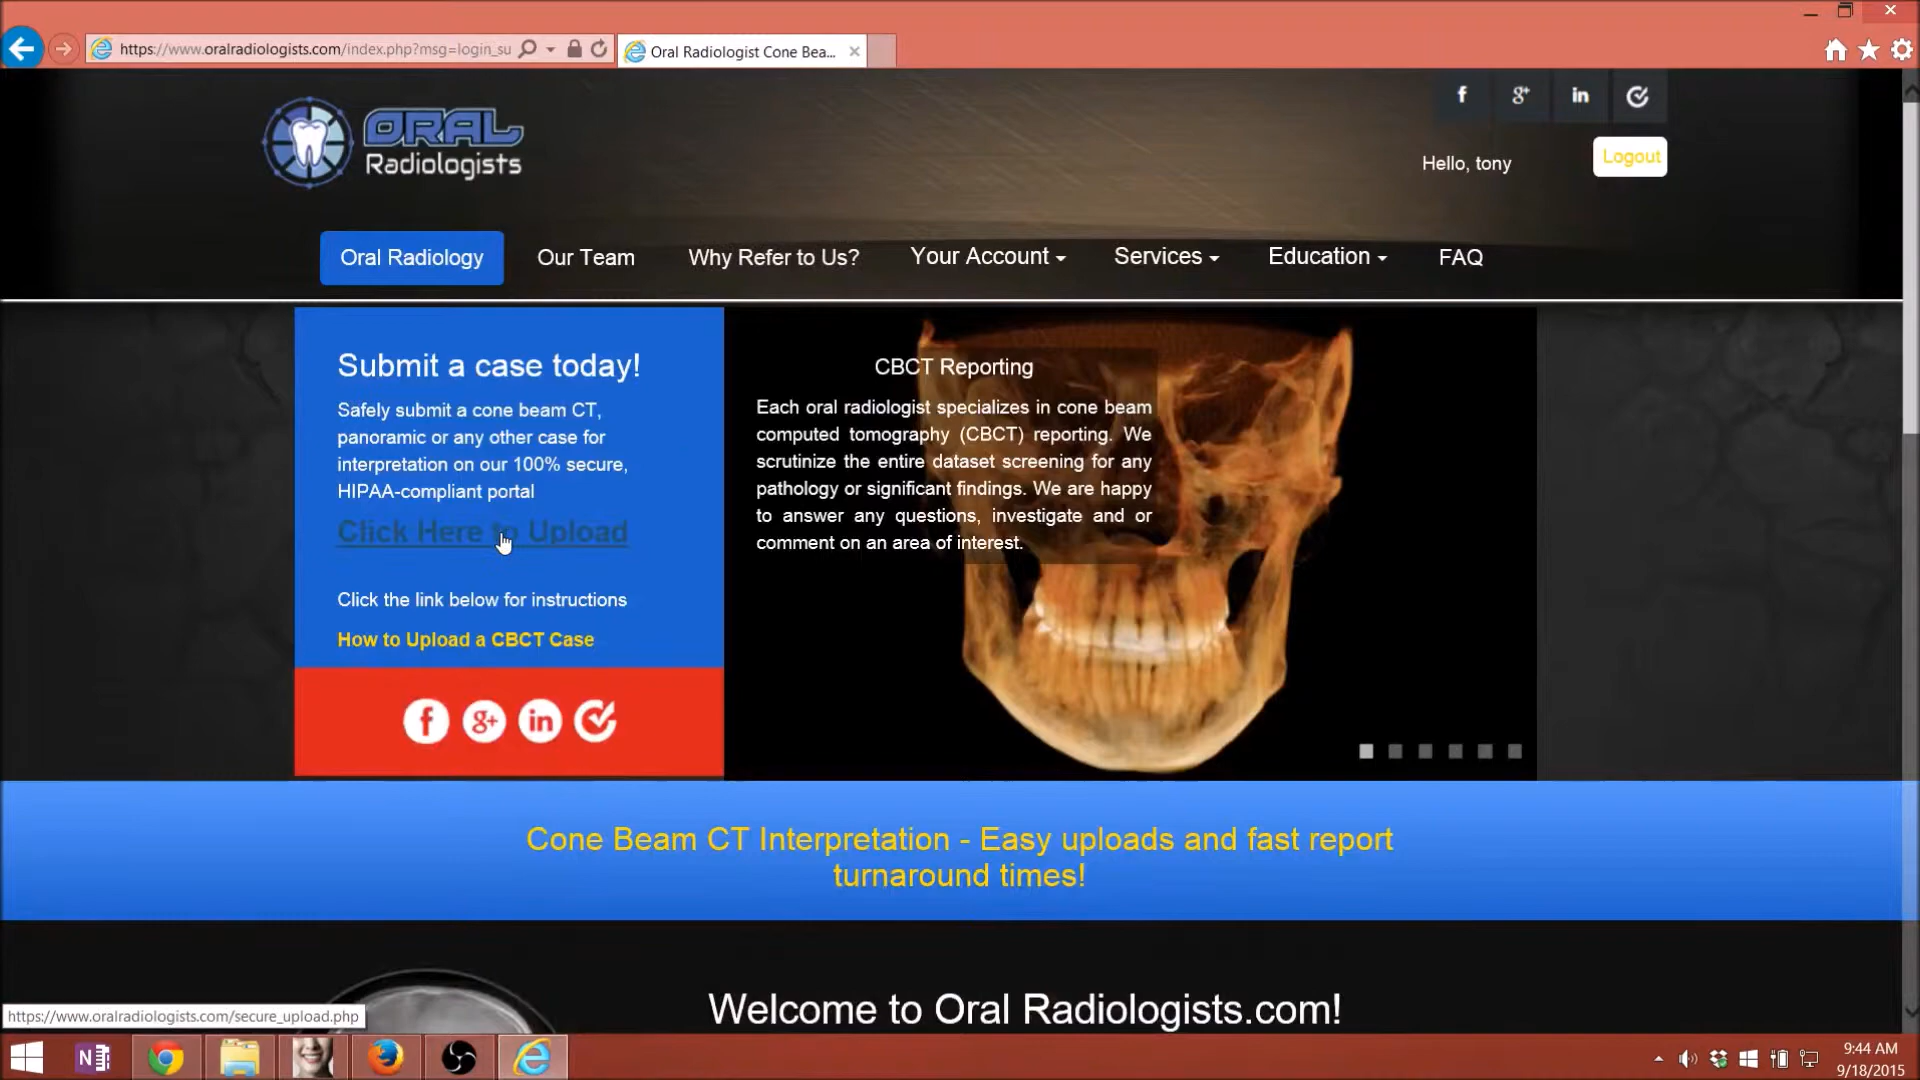 https://www.oralradiologists.com/index.php?msg=login_su
Oral Radiologist Cone Bea...
ORAL
Radiologists
Hello, tony
Logout
Oral Radiology
Our Team
Why Refer to Us?
Your Account
Services
Education
FAQ
Submit a case today!
Safely submit a cone beam CT,
panoramic or any other case for
interpretation on our 100% secure,
HIPAA-compliant portal
Click Here to Upload
Click the link below for instructions
How to Upload a CBCT Case
CBCT Reporting
Each oral radiologist specializes in cone beam
computed tomography (CBCT) reporting. We
scrutinize the entire dataset screening for any
pathology or significant findings. We are happy
to answer any questions, investigate and or
comment on an area of interest.
Cone Beam CT Interpretation - Easy uploads and fast report
turnaround times!
Welcome to Oral Radiologists.com!
https://www.oralradiologists.com/secure_upload.php
9:44 AM
9/18/2015